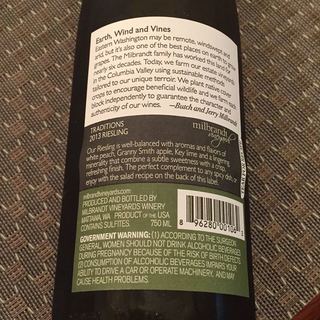 Earth, Wind and Vines
Eastern Washington may be remote, windswept and
arid, but it's also one of the best places on earth to grow
grapes. The Milbrandt family has worked this land for
nearly six decades. Today, we farm our estate vineyards
in the Columbia Valley using sustainable methods
tailored to our unique terroir. We plant native cover
crops to encourage beneficial wildlife and we farm each
block independently to guarantee the character and
authenticity of our wines. —Butch and Jerry Milbrandt
TRADITIONS
2013 RIESLING
milbrandt
vineyards
Our Riesling is well-balanced with aromas and flavors of
white peach, Granny Smith apple, Key lime and a lingering
minerality that combine a subtle sweetness with a crisp,
refreshing finish. The perfect complement to any spicy dish, or
enjoy with the salad recipe on the back of this label.
milbrandtvineyards.com
PRODUCED AND BOTTLED BY
MILBRANDT VINEYARDS WINERY
MATTAWA, WA PRODUCT OF THE USA
CONTAINS SULFITES 750 ML
8 96280 00106
GOVERNMENT WARNING: (1) ACCORDING TO THE SURGEON
GENERAL, WOMEN SHOULD NOT DRINK ALCOHOLIC BEVERAGES
DURING PREGNANCY BECAUSE OF THE RISK OF BIRTH DEFECTS.
(2) CONSUMPTION OF ALCOHOLIC BEVERAGES IMPAIRS YOUR
ABILITY TO DRIVE A CAR OR OPERATE MACHINERY, AND MAY
CAUSE HEALTH PROBLEMS.